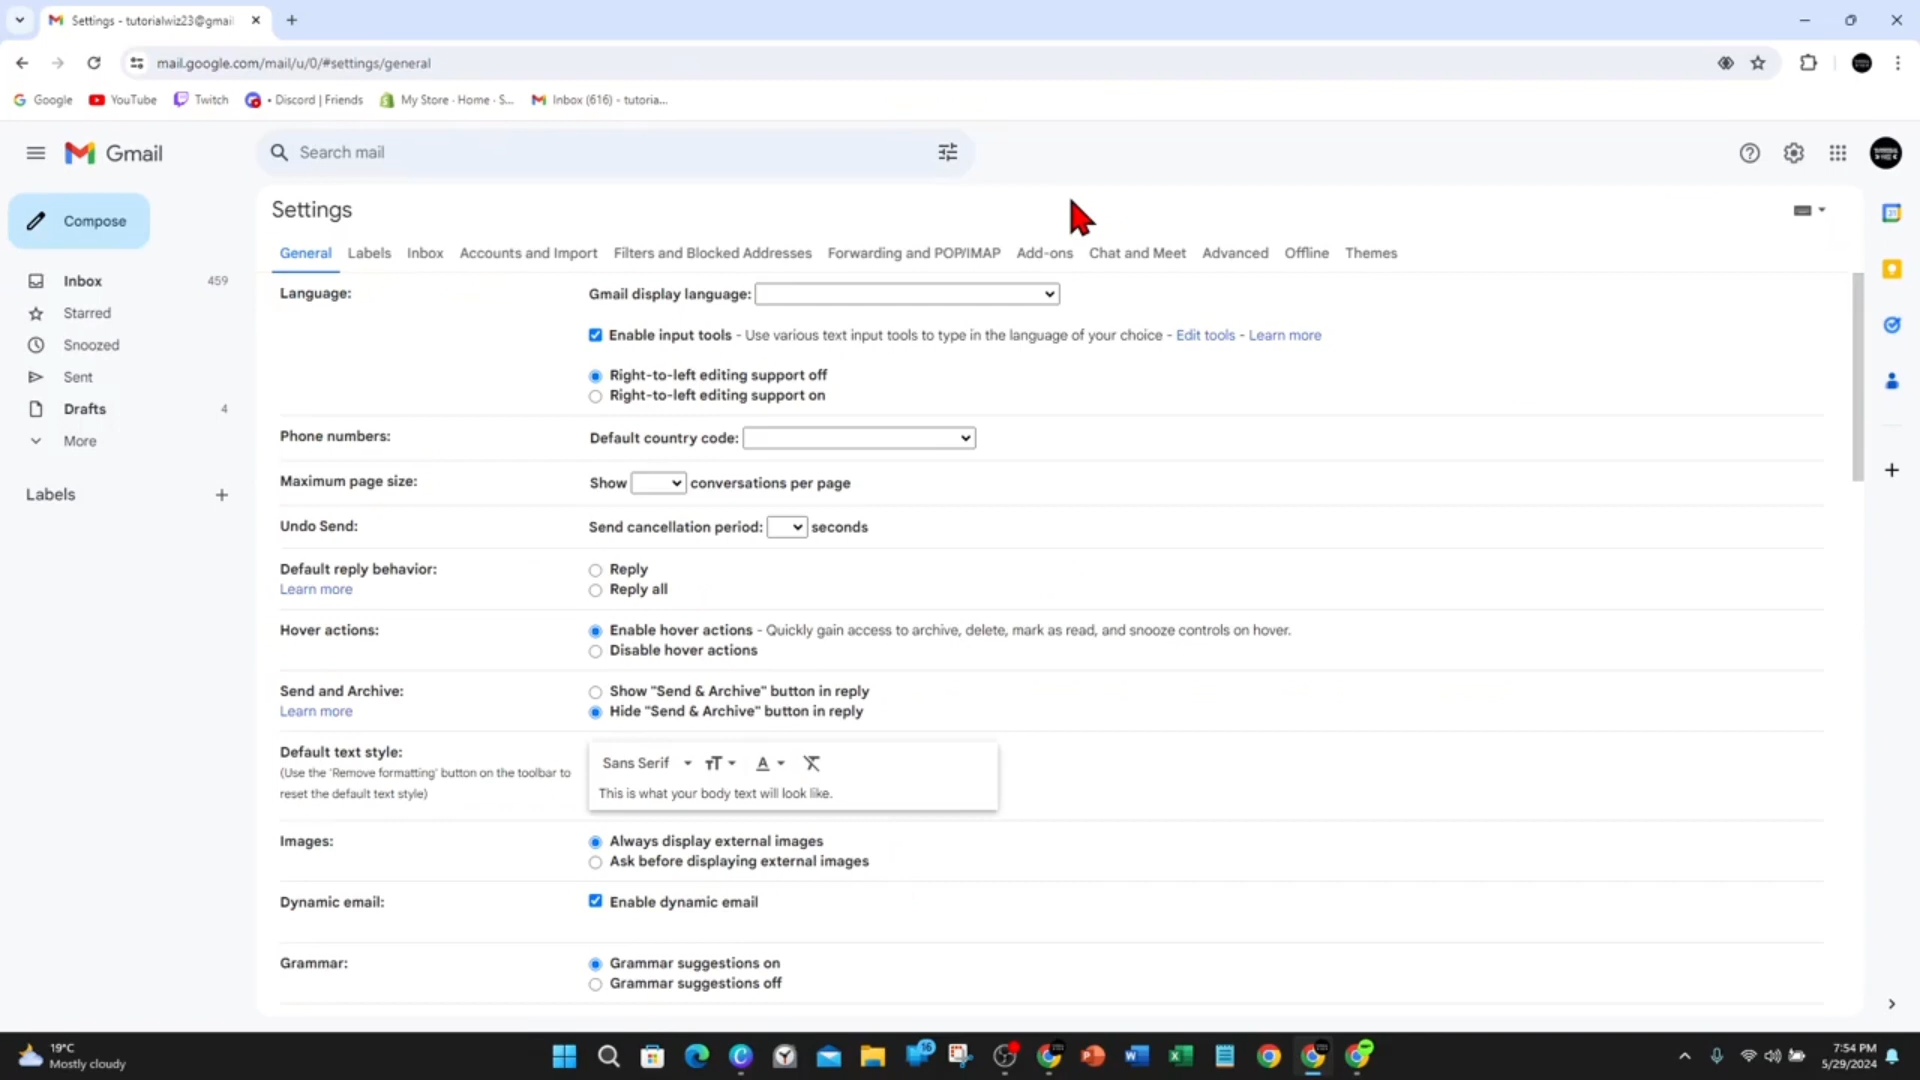 Settings - tutorialwiz23@gmail
mail.google.com/mail/u/0/#settings/general
Google YouTube Twitch • Discord | Friends My Store · Home · S... Inbox (616) - tutoria...
Gmail
Search mail
Compose
Inbox 459
Starred
Snoozed
Sent
Drafts 4
More
Labels
Settings
General Labels Inbox Accounts and Import Filters and Blocked Addresses Forwarding and POP/IMAP Add-ons Chat and Meet Advanced Offline Themes
Language: Gmail display language:
Enable input tools - Use various text input tools to type in the language of your choice - Edit tools - Learn more
Right-to-left editing support off
Right-to-left editing support on
Phone numbers: Default country code:
Maximum page size: Show conversations per page
Undo Send: Send cancellation period: seconds
Default reply behavior: Reply
Learn more Reply all
Hover actions: Enable hover actions - Quickly gain access to archive, delete, mark as read, and snooze controls on hover.
Disable hover actions
Send and Archive: Show "Send & Archive" button in reply
Learn more Hide "Send & Archive" button in reply
Default text style:
(Use the 'Remove formatting' button on the toolbar to
reset the default text style)
Sans Serif
This is what your body text will look like.
Images: Always display external images
Ask before displaying external images
Dynamic email: Enable dynamic email
Grammar: Grammar suggestions on
Grammar suggestions off
19°C
Mostly cloudy
16
7:54 PM
5/29/2024